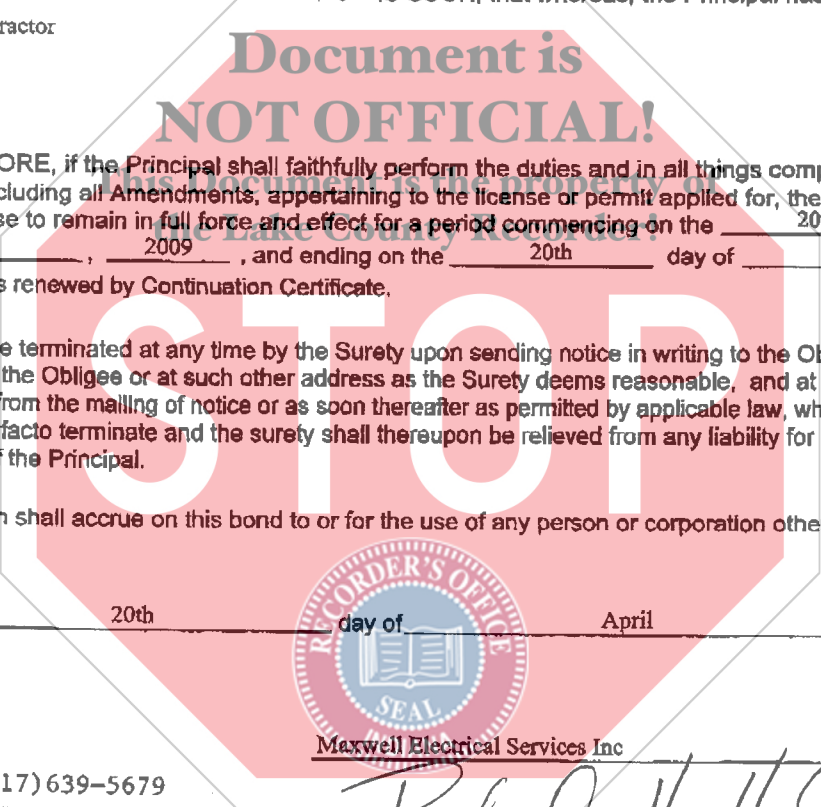 ractor
Document is
NOT OFFICIAL!
ORE, if the Principal shall faithfully perform the duties and in all things comp
This Document is the property of
cluding all Amendments, appertaining to the license or permit applied for, the
the Lake County Recorder!
se to remain in full force and effect for a period commencing on the 20
, 2009 , and ending on the 20th day of
s renewed by Continuation Certificate.
STOP
e terminated at any time by the Surety upon sending notice in writing to the Ob
the Obligee or at such other address as the Surety deems reasonable, and at
from the mailing of notice or as soon thereafter as permitted by applicable law, wh
facto terminate and the surety shall thereupon be relieved from any liability for
f the Principal.
n shall accrue on this bond to or for the use of any person or corporation othe
RECORDER'S OFFICE
20th day of April
SEAL
INDIANA
Maxwell Electrical Services Inc
17)639-5679